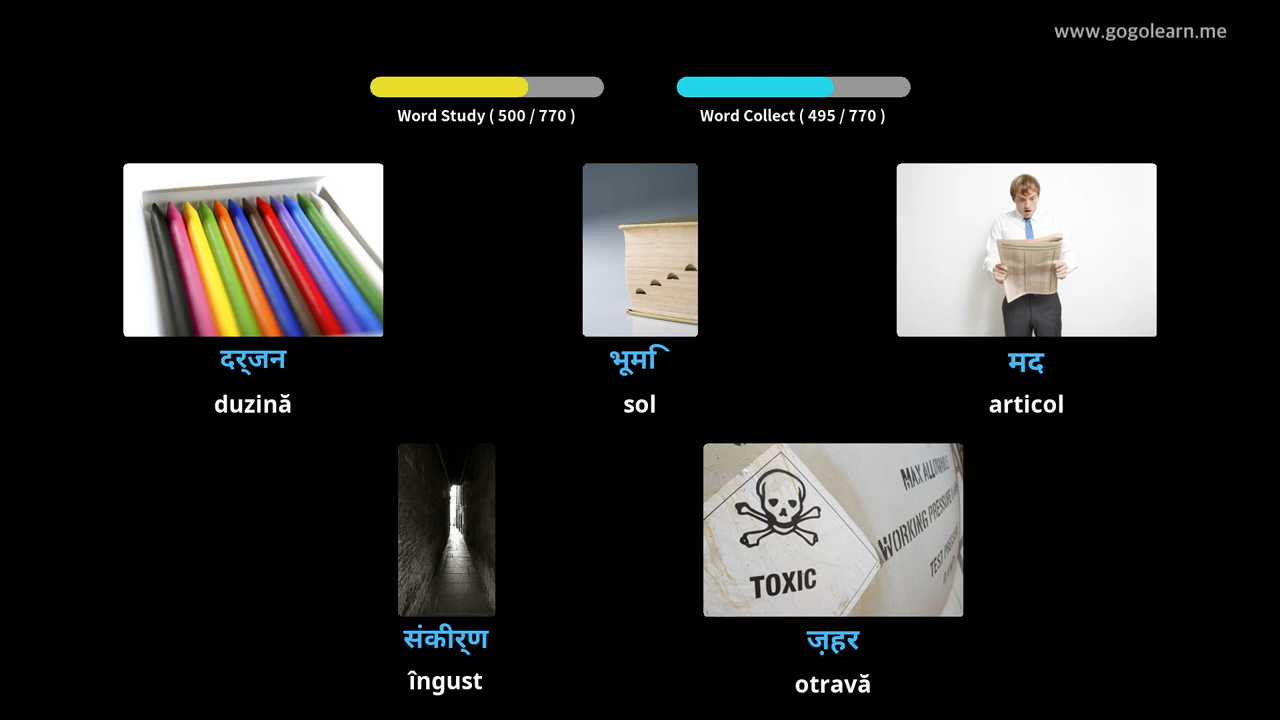 www.gogolearn.me
Word Study ( 500 / 770 )
Word Collect ( 495 / 770 )
दर्‌जन
duzină
भूमि
sol
मद
articol
संकीर्‌ण
îngust
ज़हर
otravă
MAX ALLOWABLE
WORKING PRESSURE
TEST
TOXIC